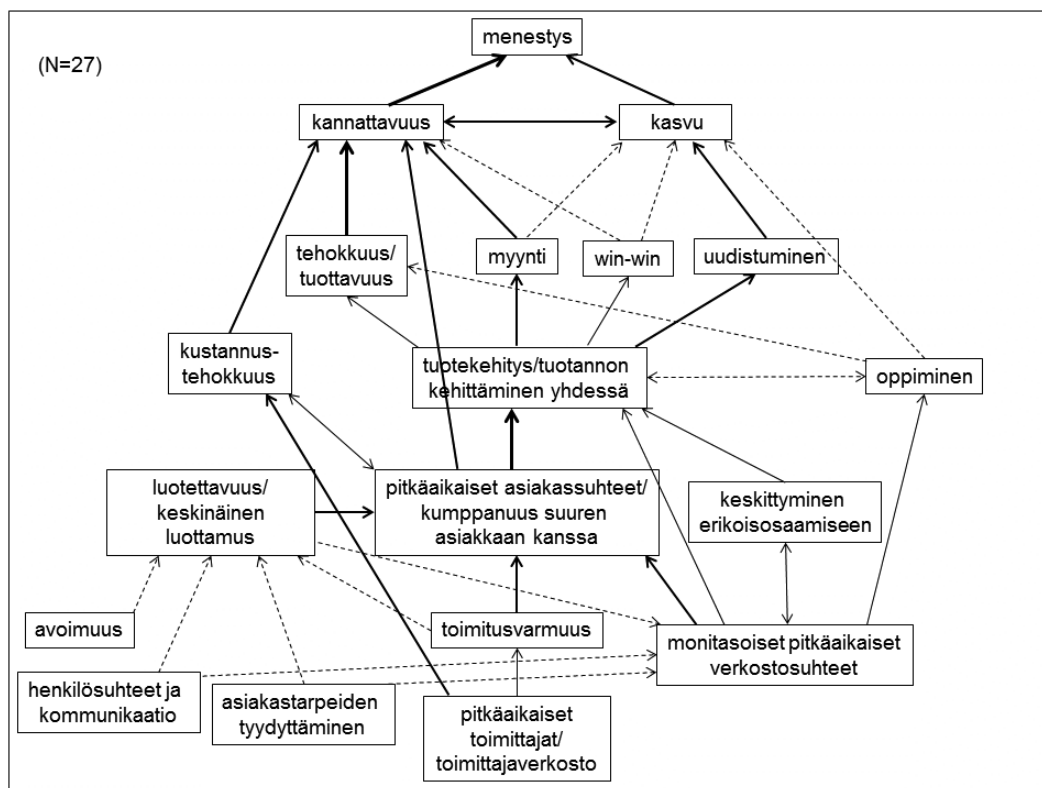 menestys
(N=27)
kannattavuus
kasvu
tehokkuus/
tuottavuus
myynti
win-win
uudistuminen
kustannus-
tehokkuus
tuotekehitys/tuotannon
kehittäminen yhdessä
oppiminen
luotettavuus/
keskinäinen
luottamus
pitkäaikaiset asiakassuhteet/
kumppanuus suuren
asiakkaan kanssa
keskittyminen
erikoisosaamiseen
avoimuus
toimitusvarmuus
monitasoiset pitkäaikaiset
verkostosuhteet
henkilösuhteet ja
kommunikaatio
asiakastarpeiden
tyydyttäminen
pitkäaikaiset
toimittajat/
toimittajaverkosto